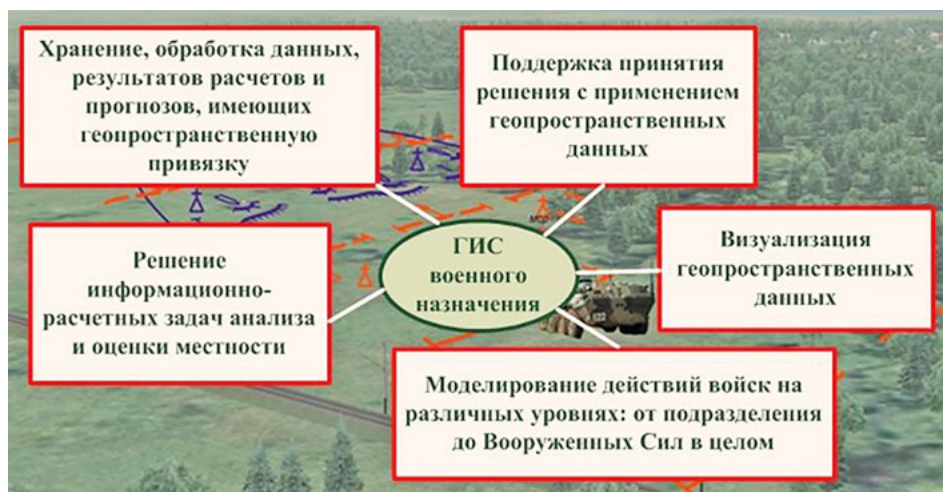 Хранение, обработка данных,
результатов расчетов и
прогнозов, имеющих
геопространственную
привязку
Поддержка принятия
решения с применением
геопространственных
данных
ГИС
военного
назначения
Решение
информационно-
расчетных задач анализа
и оценки местности
Визуализация
геопространственных
данных
Моделирование действий войск на
различных уровнях: от подразделения
до Вооруженных Сил в целом